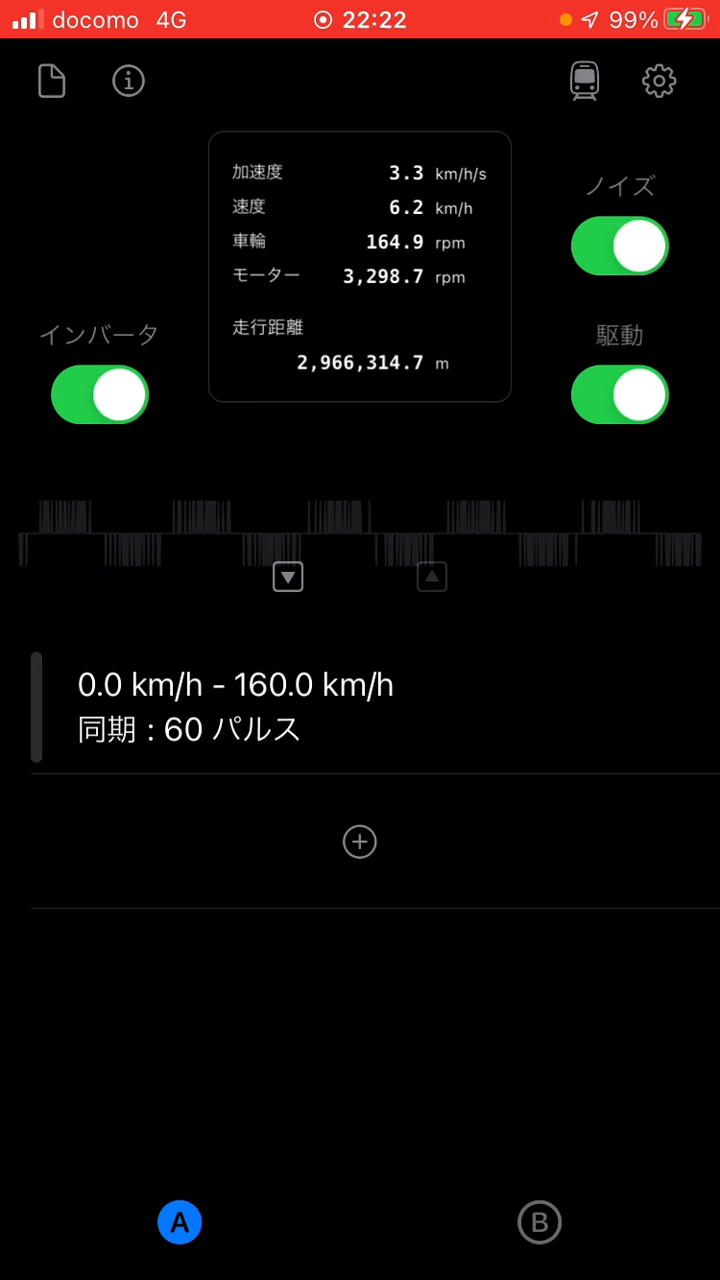 docomo 4G 22:22 99%
加速度 3.3 km/h/s
速度 6.2 km/h
車輪 164.9 rpm
モーター 3,298.7 rpm
走行距離
2,966,314.7 m
ノイズ
インバータ
駆動
0.0 km/h - 160.0 km/h
同期 : 60 パルス
A
B